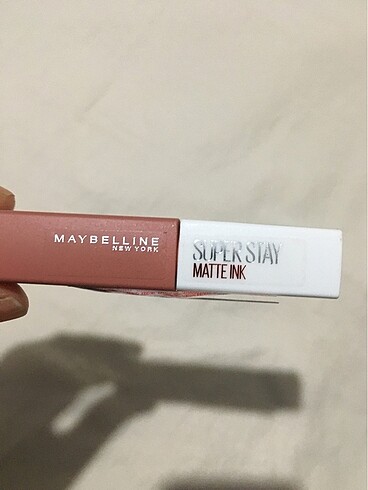 MAYBELLINE
NEW YORK
SUPER STAY
MATTE INK